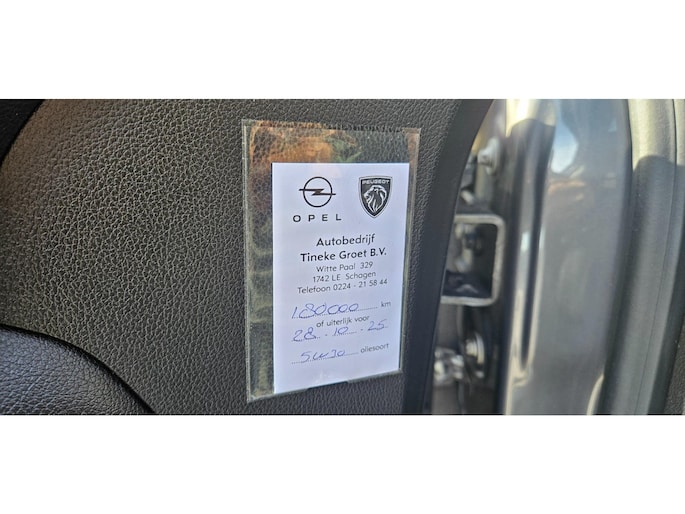 OPEL
PEUGEOT
Autobedrijf
Tineke Groet B.V.
Witte Paal 329
1742 LE Schagen
Telefoon 0224 - 21 58 44
180.000 km
of uiterlijk voor
28-10-25
5W30 oliesoort